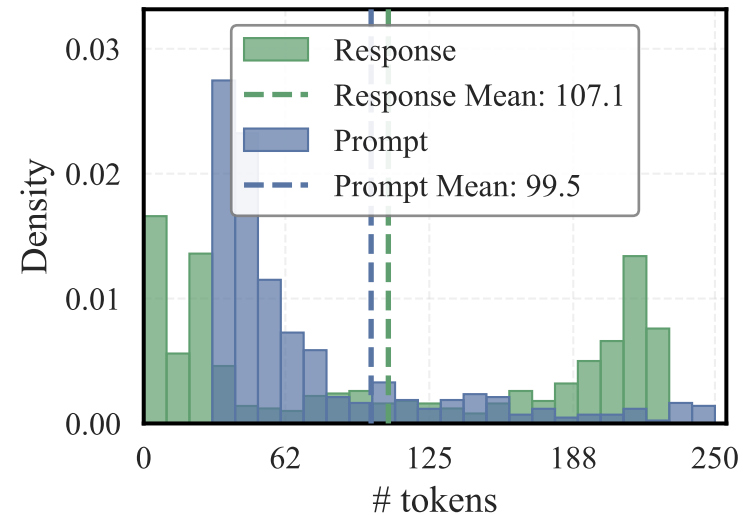 0.03
0.02
0.01
0.00
Density
Response
Response Mean: 107.1
Prompt
Prompt Mean: 99.5
0 62 125 188 250
# tokens